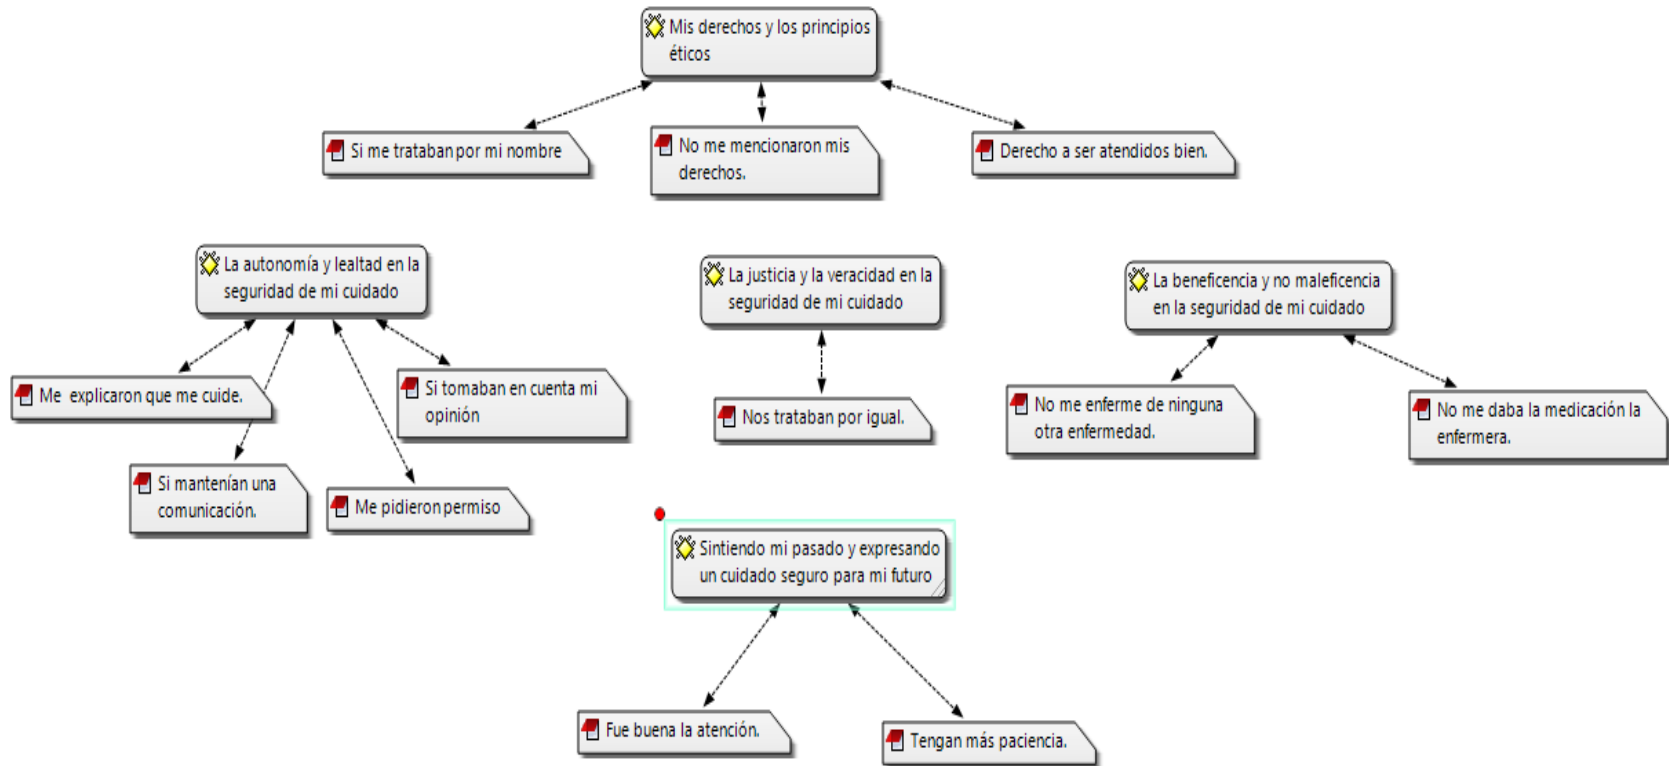 Mis derechos y los principios
éticos
Si me trataban por mi nombre
No me mencionaron mis
derechos.
Derecho a ser atendidos bien.
La autonomía y lealtad en la
seguridad de mi cuidado
La justicia y la veracidad en la
seguridad de mi cuidado
La beneficencia y no maleficencia
en la seguridad de mi cuidado
Me explicaron que me cuide.
Si tomaban en cuenta mi
opinión
Si mantenían una
comunicación.
Me pidieron permiso
Nos trataban por igual.
No me enferme de ninguna
otra enfermedad.
No me daba la medicación la
enfermera.
Sintiendo mi pasado y expresando
un cuidado seguro para mi futuro
Fue buena la atención.
Tengan más paciencia.